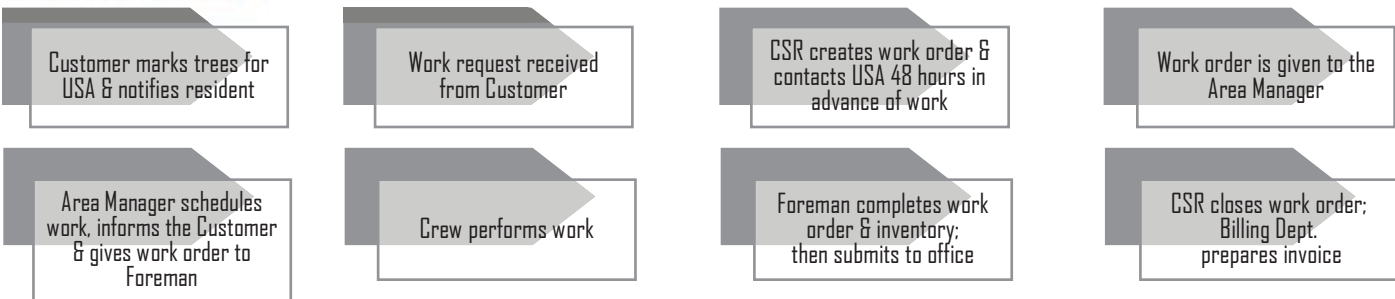 Customer marks trees for
USA & notifies resident
Work request received
from Customer
CSR creates work order &
contacts USA 48 hours in
advance of work
Work order is given to the
Area Manager
Area Manager schedules
work, informs the Customer
& gives work order to
Foreman
Crew performs work
Foreman completes work
order & inventory;
then submits to office
CSR closes work order;
Billing Dept.
prepares invoice